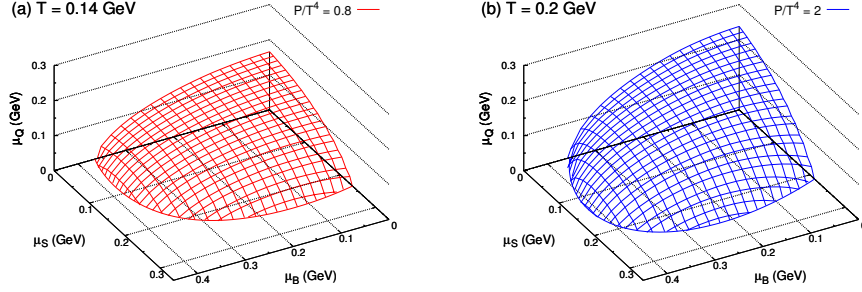 (a) T = 0.14 GeV
P/T⁴ = 0.8
0.3
0.2
0.1
0
μQ (GeV)
0
0.1
0.2
0.3
μS (GeV)
0.4
0.3
0.2
0.1
0
μB (GeV)
(b) T = 0.2 GeV
P/T⁴ = 2
0.3
0.2
0.1
0
μQ (GeV)
0
0.1
0.2
0.3
μS (GeV)
0.4
0.3
0.2
0.1
0
μB (GeV)